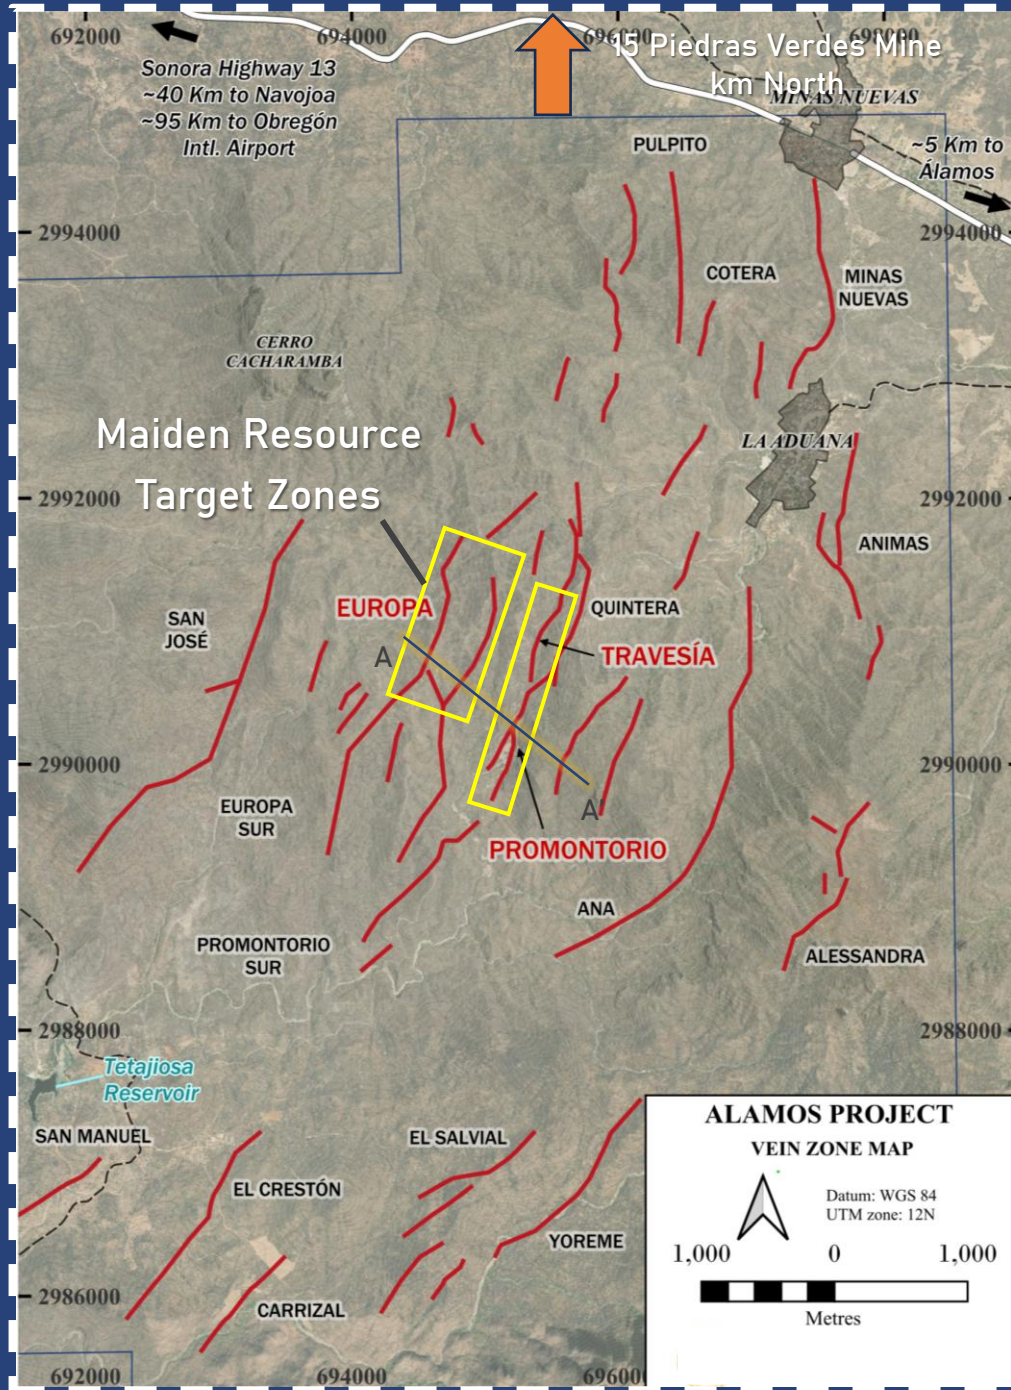 692000
694000
696000
698000
15 Piedras Verdes Mine
km North
Sonora Highway 13
~40 Km to Navojoa
~95 Km to Obregón
Intl. Airport
MINAS NUEVAS
PULPITO
~5 Km to
Álamos
2994000
2994000
COTERA
MINAS
NUEVAS
CERRO
CACHARAMBA
Maiden Resource
Target Zones
LA ADUANA
2992000
2992000
ANIMAS
EUROPA
QUINTERA
SAN
JOSÉ
TRAVESÍA
A
2990000
2990000
EUROPA
SUR
A'
PROMONTORIO
ANA
PROMONTORIO
SUR
ALESSANDRA
2988000
2988000
Tetajiosa
Reservoir
SAN MANUEL
EL SALVIAL
EL CRESTÓN
YOREME
2986000
CARRIZAL
692000
694000
69600
ALAMOS PROJECT
VEIN ZONE MAP
Datum: WGS 84
UTM zone: 12N
1,000
0
1,000
Metres